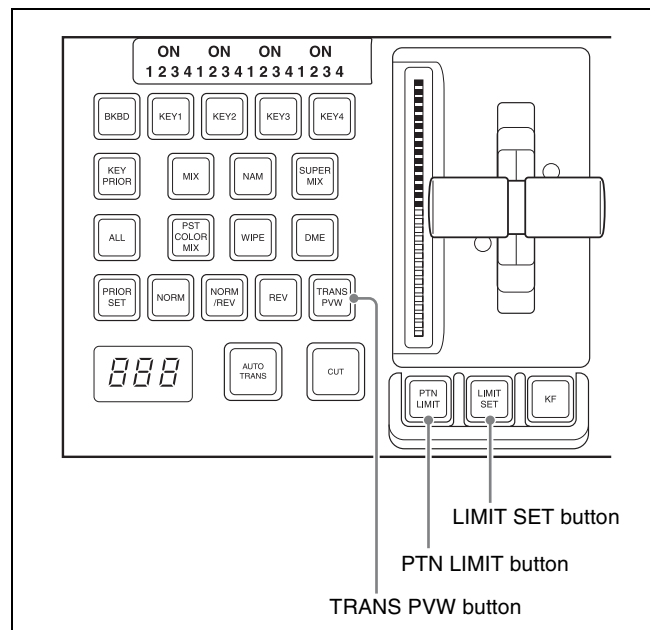 ON ON ON ON
1 2 3 4 1 2 3 4 1 2 3 4 1 2 3 4
BKBD KEY1 KEY2 KEY3 KEY4
KEY
PRIOR
MIX
NAM
SUPER
MIX
ALL
PST
COLOR
MIX
WIPE
DME
PRIOR
SET
NORM
NORM
/REV
REV
TRANS
PVW
888
AUTO
TRANS
CUT
PTN
LIMIT
LIMIT
SET
KF
LIMIT SET button
PTN LIMIT button
TRANS PVW button